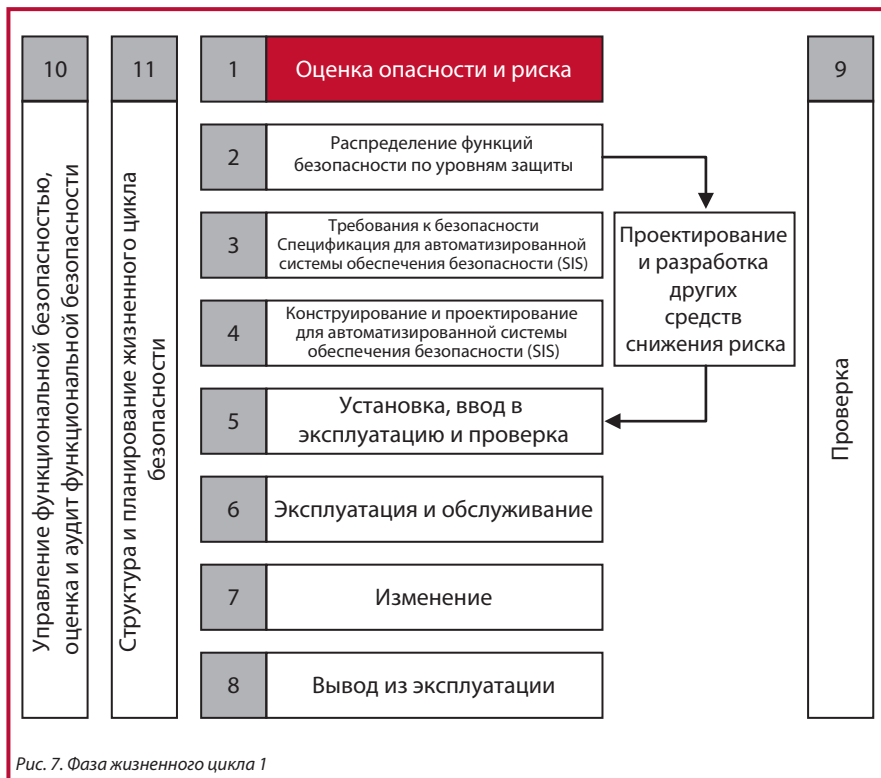 10
11
1
Оценка опасности и риска
9
Управление функциональной безопасностью,
оценка и аудит функциональной безопасности
Структура и планирование жизненного цикла
безопасности
2
Распределение функций
безопасности по уровням защиты
3
Требования к безопасности
Спецификация для автоматизированной
системы обеспечения безопасности (SIS)
Проектирование
и разработка
других
средств
снижения риска
4
Конструирование и проектирование
для автоматизированной системы
обеспечения безопасности (SIS)
5
Установка, ввод в
эксплуатацию и проверка
6
Эксплуатация и обслуживание
7
Изменение
8
Вывод из эксплуатации
Проверка
Рис. 7. Фаза жизненного цикла 1